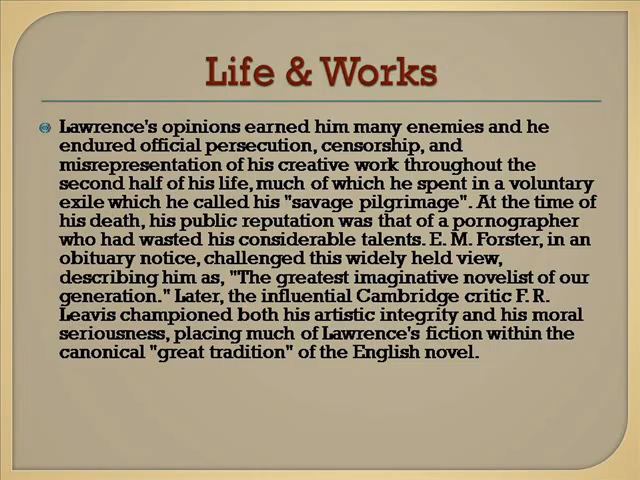 Life & Works
Lawrence's opinions earned him many enemies and he
endured official persecution, censorship, and
misrepresentation of his creative work throughout the
second half of his life, much of which he spent in a voluntary
exile which he called his "savage pilgrimage". At the time of
his death, his public reputation was that of a pornographer
who had wasted his considerable talents. E. M. Forster, in an
obituary notice, challenged this widely held view,
describing him as, "The greatest imaginative novelist of our
generation." Later, the influential Cambridge critic F. R.
Leavis championed both his artistic integrity and his moral
seriousness, placing much of Lawrence's fiction within the
canonical "great tradition" of the English novel.